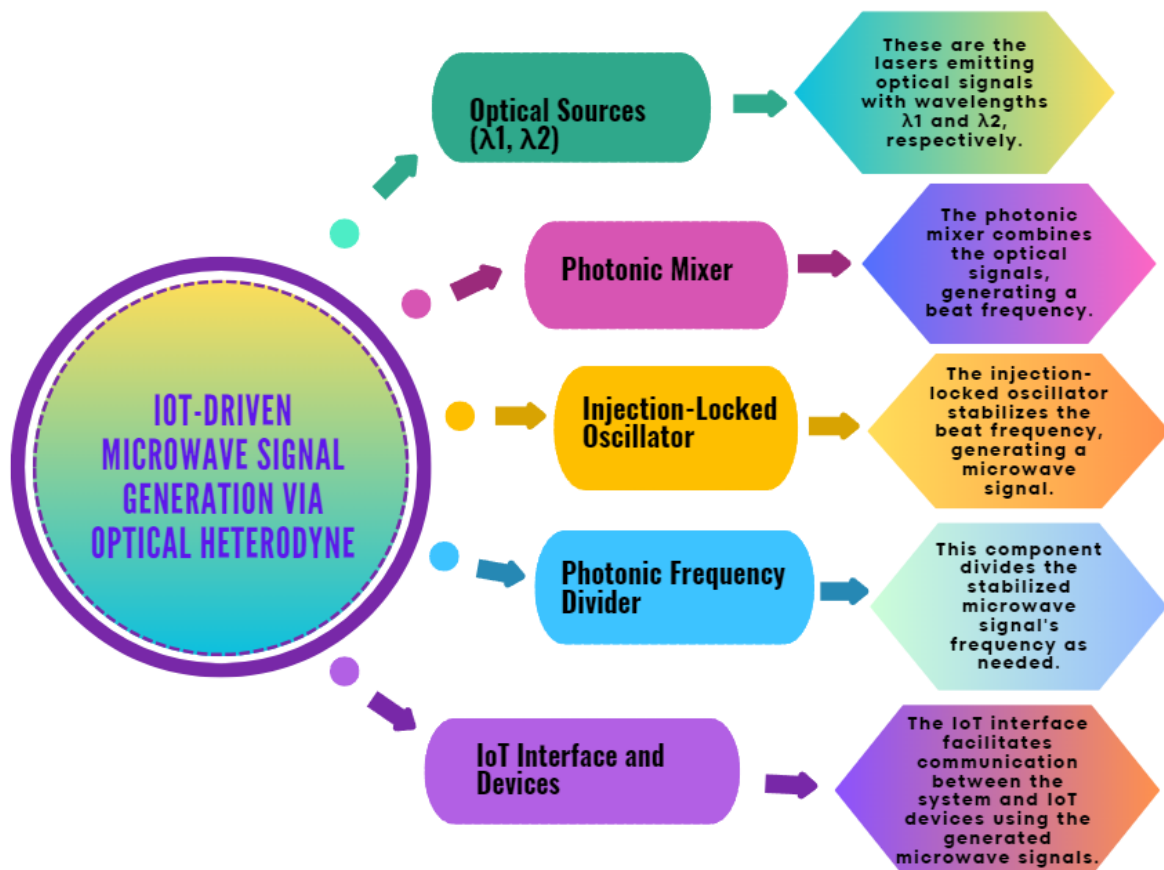 IOT-DRIVEN
MICROWAVE SIGNAL
GENERATION VIA
OPTICAL HETERODYNE
Optical Sources
(λ1, λ2)
These are the
lasers emitting
optical signals
with wavelengths
λ1 and λ2,
respectively.
Photonic Mixer
The photonic
mixer combines
the optical
signals,
generating a
beat frequency.
Injection-Locked
Oscillator
The injection-
locked oscillator
stabilizes the
beat frequency,
generating a
microwave
signal.
Photonic Frequency
Divider
This component
divides the
stabilized
microwave
signal's
frequency as
needed.
IoT Interface and
Devices
The IoT interface
facilitates
communication
between the
system and IoT
devices using the
generated
microwave signals.